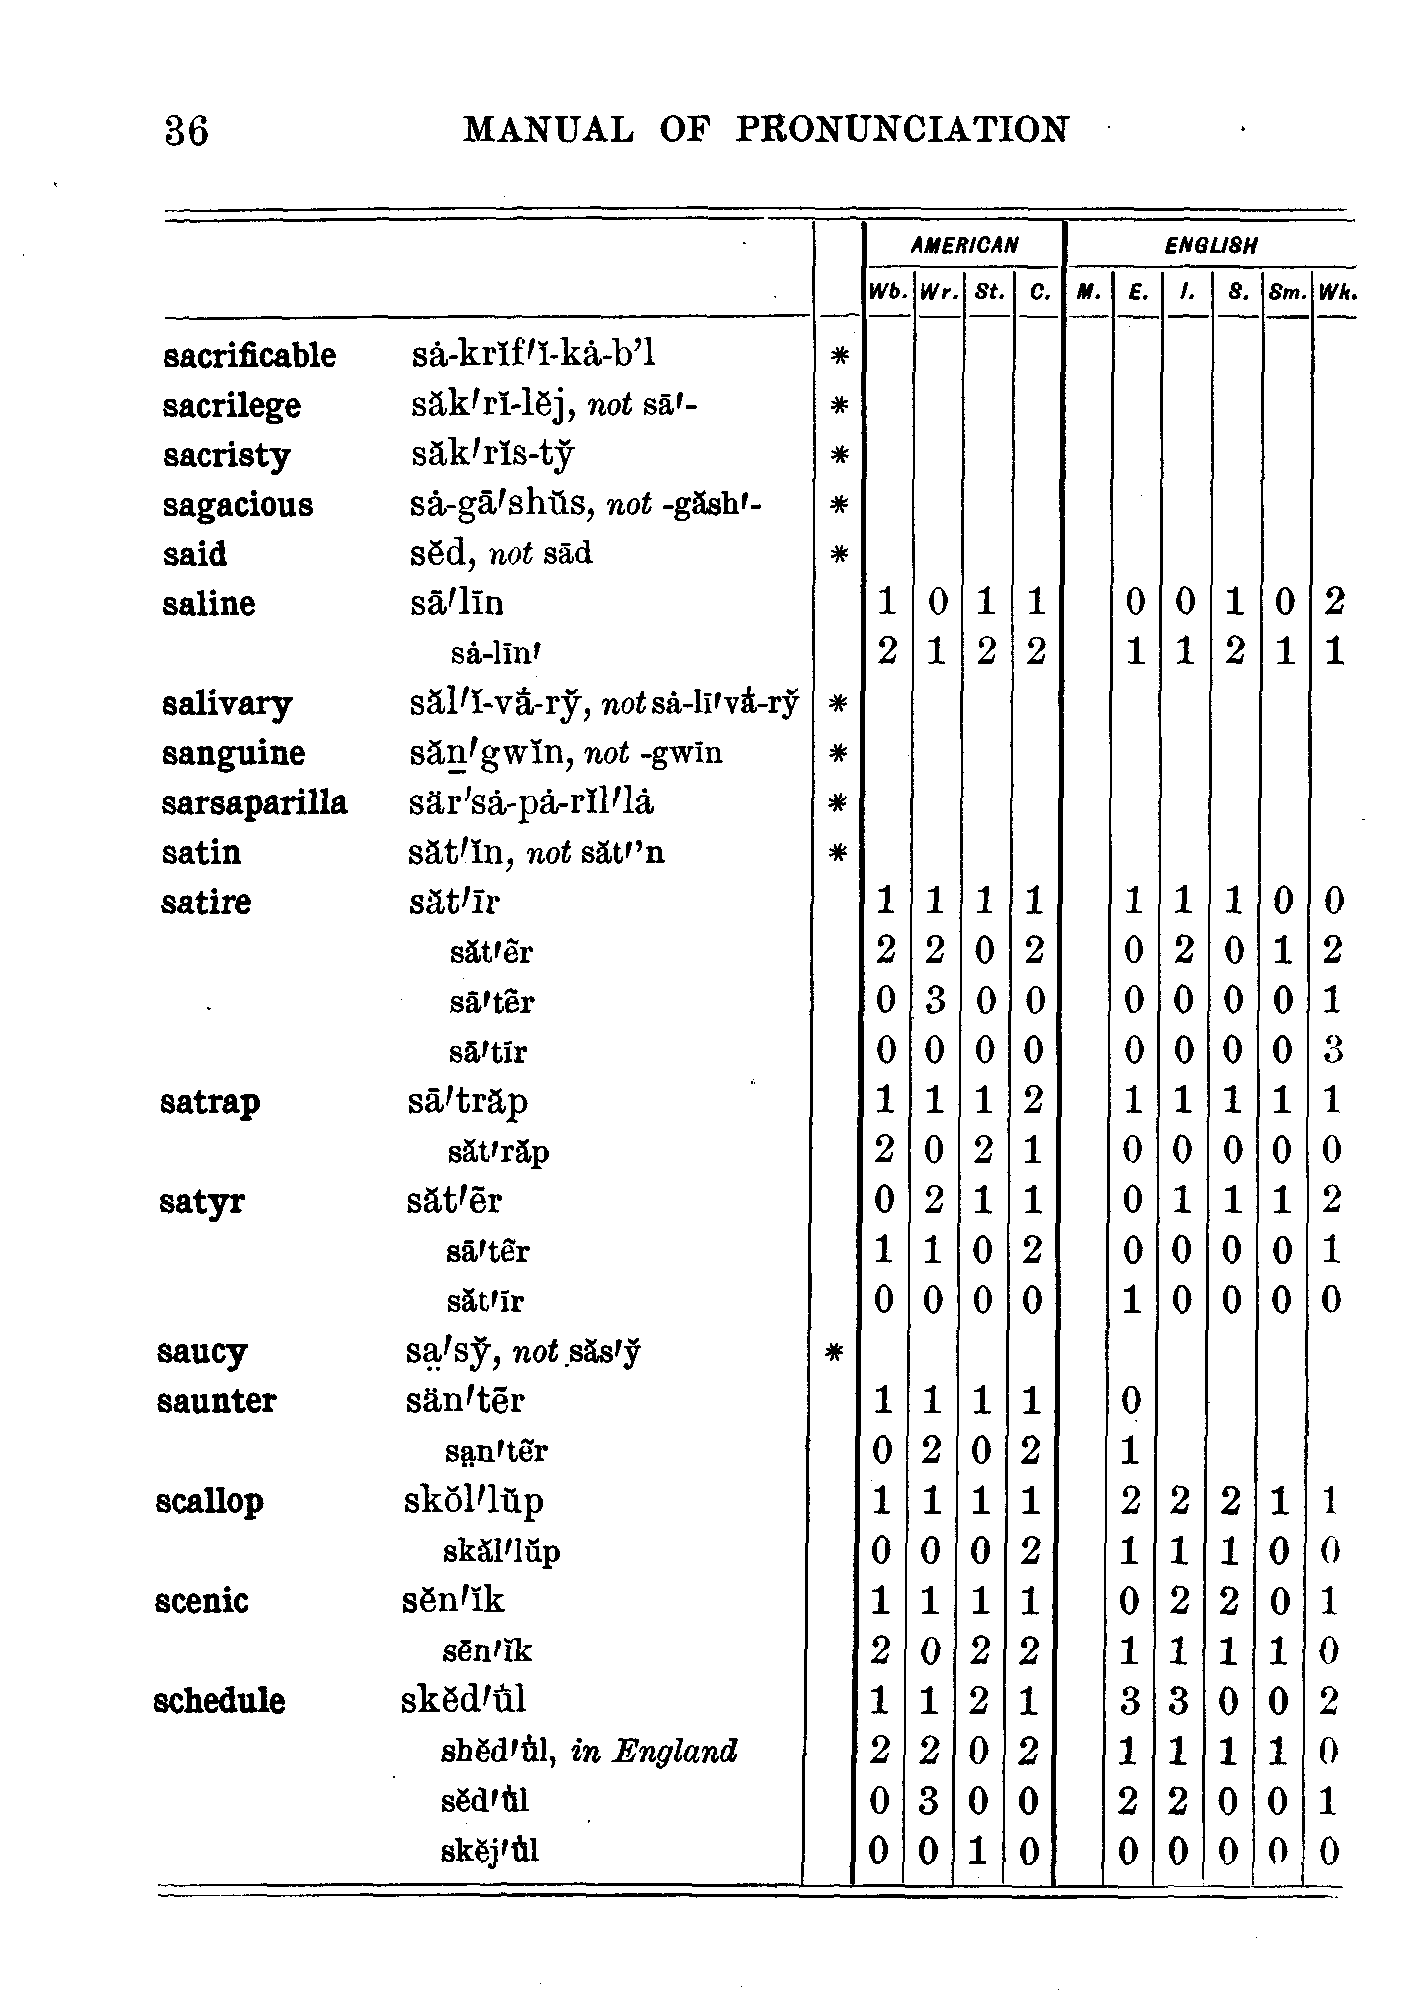 36 MANUAL OF PRONUNCIATION
AMERICAN ENGLISH
Wb. Wr. St. C. M. E. I. S. Sm. Wk.
sacrificable sȧ-krĭf′ĭ-kȧ-b’l *
sacrilege săk′rĭ-lĕj, not sā′- *
sacristy săk′rĭs-ty̆ *
sagacious sȧ-gā′shŭs, not -găsh′- *
said sĕd, not sād *
saline sā′līn 1 0 1 1 0 0 1 0 2
sȧ-līn′ 2 1 2 2 1 1 2 1 1
salivary săl′ĭ-vǡ-ry̆, not sȧ-lī′vǡ-ry̆ *
sanguine săṉ′gwĭn, not -gwīn *
sarsaparilla sär′sȧ-pȧ-rĭl′lȧ *
satin săt′ĭn, not săt′’n *
satire săt′īr 1 1 1 1 1 1 1 0 0
săt′ẽr 2 2 0 2 0 2 0 1 2
sā′tẽr 0 3 0 0 0 0 0 0 1
sā′tīr 0 0 0 0 0 0 0 0 3
satrap sā′trăp 1 1 1 2 1 1 1 1 1
săt′răp 2 0 2 1 0 0 0 0 0
satyr săt′ẽr 0 2 1 1 0 1 1 1 2
sā′tẽr 1 1 0 2 0 0 0 0 1
săt′īr 0 0 0 0 1 0 0 0 0
saucy sa̤′sy̆, not săs′y̆ *
saunter sän′tẽr 1 1 1 1 0
sa̤n′tẽr 0 2 0 2 1
scallop skŏl′lŭp 1 1 1 1 2 2 2 1 1
skăl′lŭp 0 0 0 2 1 1 1 0 0
scenic sĕn′ĭk 1 1 1 1 0 2 2 0 1
sēn′ĭk 2 0 2 2 1 1 1 1 0
schedule skĕd′u̇̄l 1 1 2 1 3 3 0 0 2
shĕd′u̇̄l, in England 2 2 0 2 1 1 1 1 0
sĕd′u̇̄l 0 3 0 0 2 2 0 0 1
skĕj′u̇̄l 0 0 1 0 0 0 0 0 0